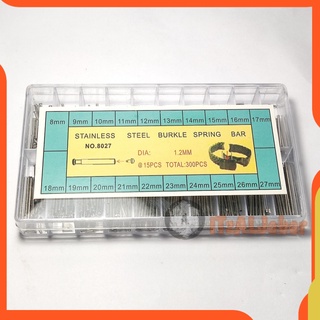 8mm 9mm 10mm 11mm 12mm 13mm 14mm 15mm 16mm 17mm
STAINLESS STEEL BURKLE SPRING BAR
NO.8027
DIA: 1.2MM
@15PCS TOTAL:300PCS
18mm 19mm 20mm 21mm 22mm 23mm 24mm 25mm 26mm 27mm